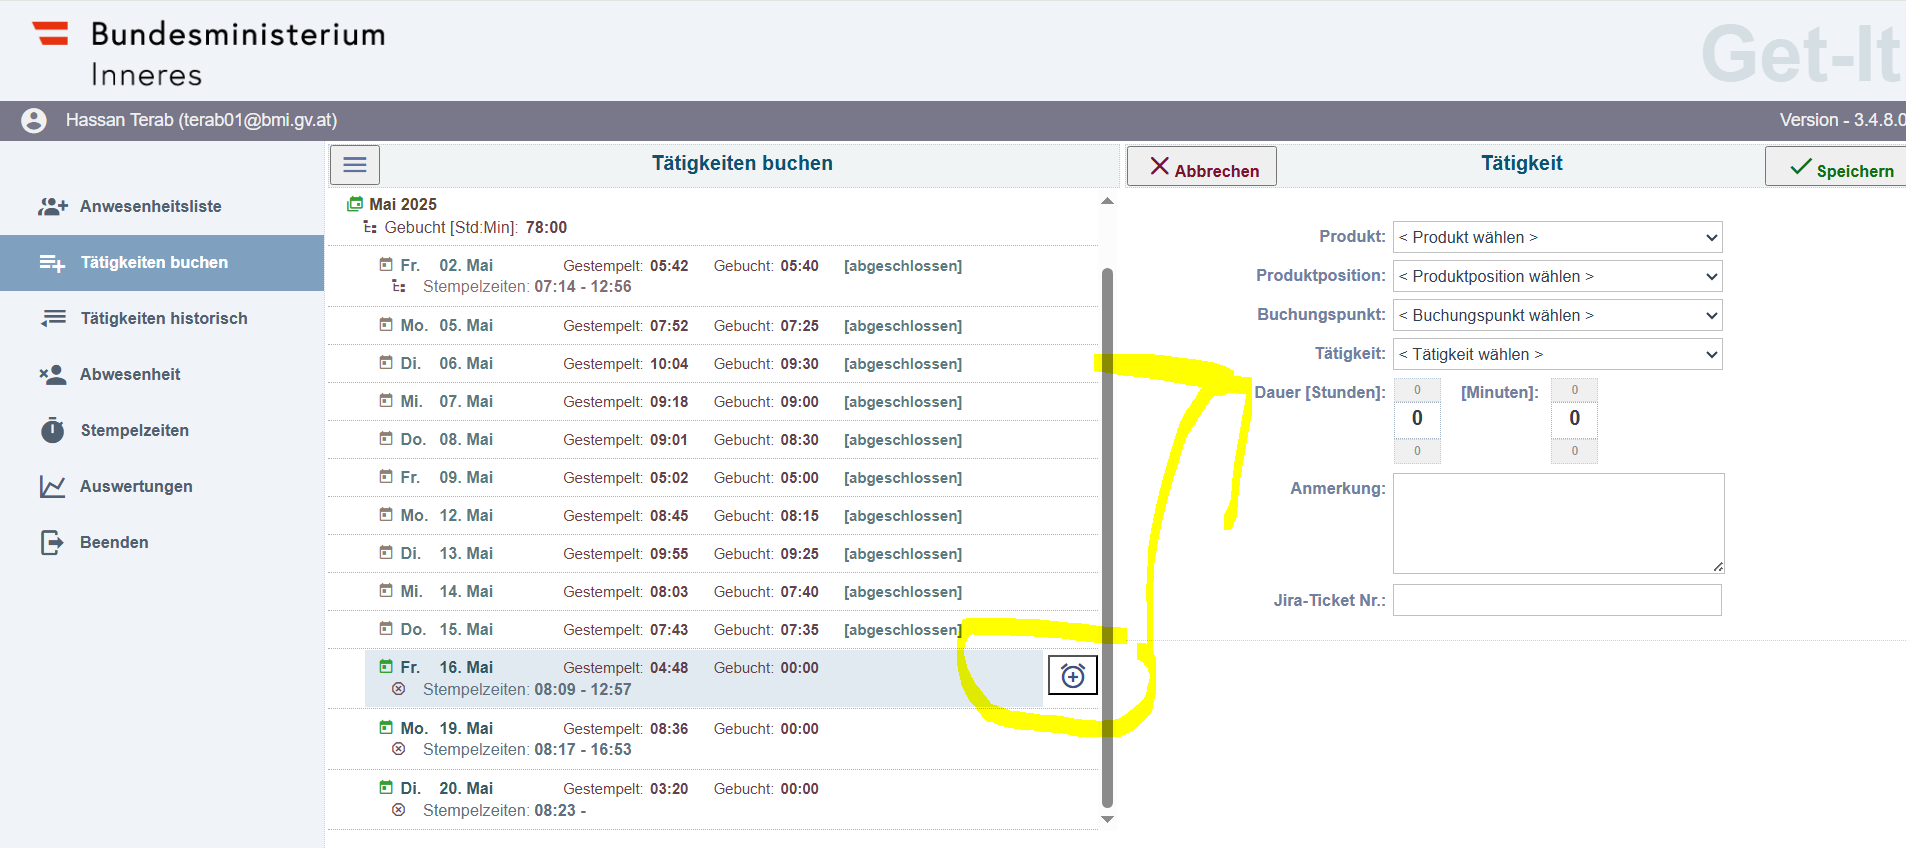 Bundesministerium
Inneres
Get-It
Hassan Terab (terab01@bmi.gv.at)
Version - 3.4.8.0
Anwesenheitsliste
Tätigkeiten buchen
Tätigkeiten historisch
Abwesenheit
Stempelzeiten
Auswertungen
Beenden
Tätigkeiten buchen
Mai 2025
Gebucht [Std:Min]: 78:00
Fr. 02. Mai Gestempelt: 05:42 Gebucht: 05:40 [abgeschlossen]
Stempelzeiten: 07:14 - 12:56
Mo. 05. Mai Gestempelt: 07:52 Gebucht: 07:25 [abgeschlossen]
Di. 06. Mai Gestempelt: 10:04 Gebucht: 09:30 [abgeschlossen]
Mi. 07. Mai Gestempelt: 09:18 Gebucht: 09:00 [abgeschlossen]
Do. 08. Mai Gestempelt: 09:01 Gebucht: 08:30 [abgeschlossen]
Fr. 09. Mai Gestempelt: 05:02 Gebucht: 05:00 [abgeschlossen]
Mo. 12. Mai Gestempelt: 08:45 Gebucht: 08:15 [abgeschlossen]
Di. 13. Mai Gestempelt: 09:55 Gebucht: 09:25 [abgeschlossen]
Mi. 14. Mai Gestempelt: 08:03 Gebucht: 07:40 [abgeschlossen]
Do. 15. Mai Gestempelt: 07:43 Gebucht: 07:35 [abgeschlossen]
Fr. 16. Mai Gestempelt: 04:48 Gebucht: 00:00
Stempelzeiten: 08:09 - 12:57
Mo. 19. Mai Gestempelt: 08:36 Gebucht: 00:00
Stempelzeiten: 08:17 - 16:53
Di. 20. Mai Gestempelt: 03:20 Gebucht: 00:00
Stempelzeiten: 08:23 -
Abbrechen
Tätigkeit
Speichern
Produkt: < Produkt wählen >
Produktposition: < Produktposition wählen >
Buchungspunkt: < Buchungspunkt wählen >
Tätigkeit: < Tätigkeit wählen >
0 0
Dauer [Stunden]: 0 [Minuten]: 0
0 0
Anmerkung:
Jira-Ticket Nr.: